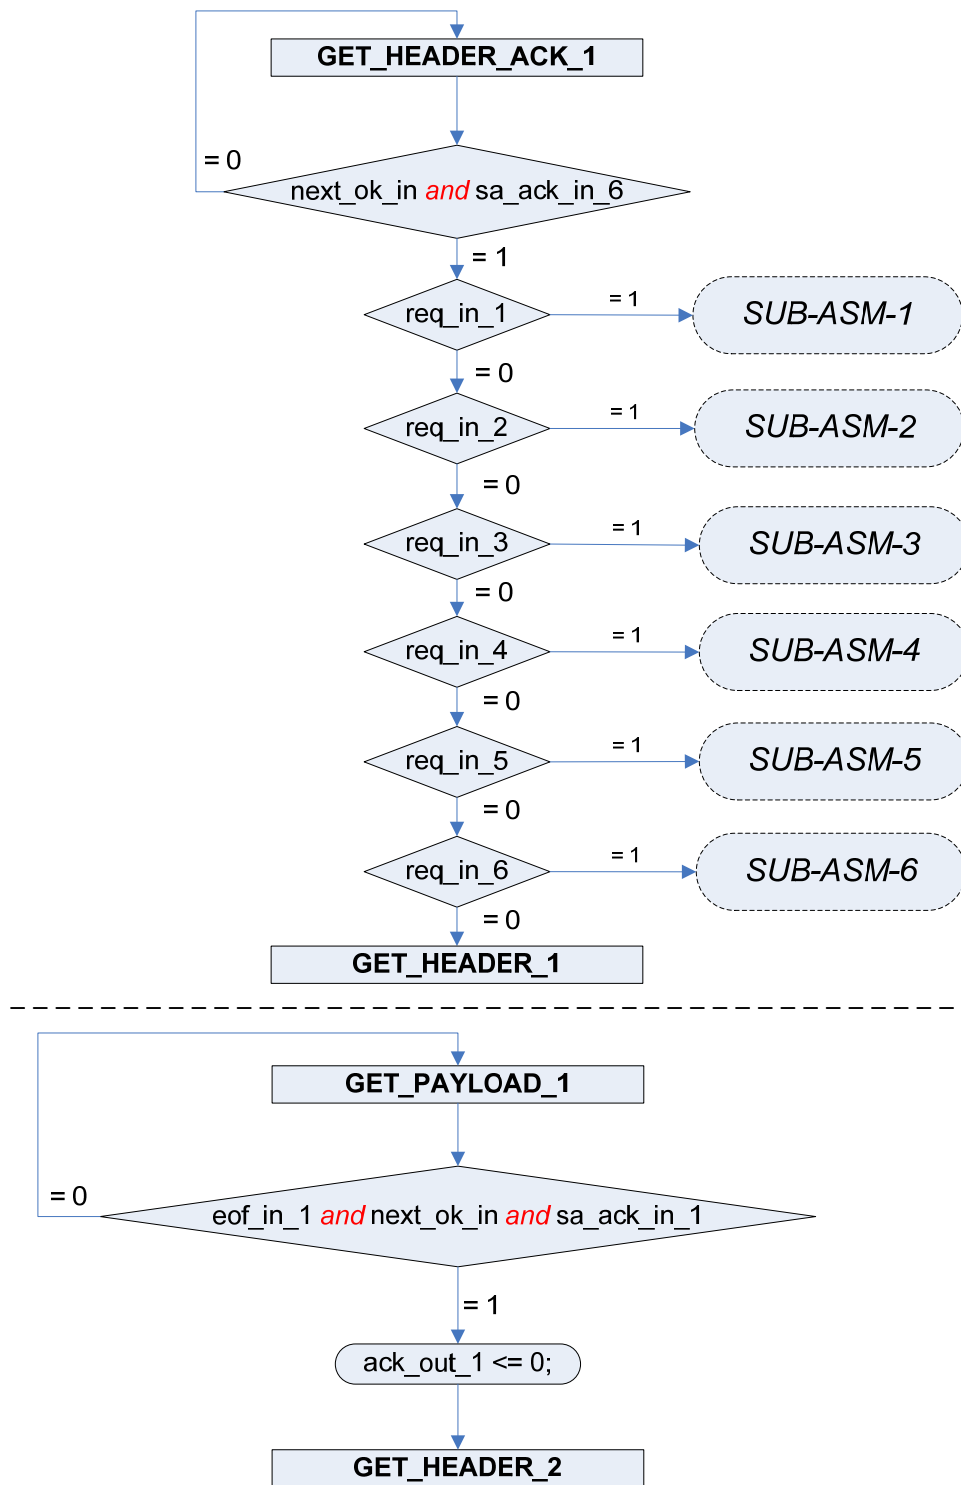 GET_HEADER_ACK_1
= 0
next_ok_in and sa_ack_in_6
= 1
req_in_1
= 1
SUB-ASM-1
= 0
req_in_2
= 1
SUB-ASM-2
= 0
req_in_3
= 1
SUB-ASM-3
= 0
req_in_4
= 1
SUB-ASM-4
= 0
req_in_5
= 1
SUB-ASM-5
= 0
req_in_6
= 1
SUB-ASM-6
= 0
GET_HEADER_1
GET_PAYLOAD_1
= 0
eof_in_1 and next_ok_in and sa_ack_in_1
= 1
ack_out_1 <= 0;
GET_HEADER_2